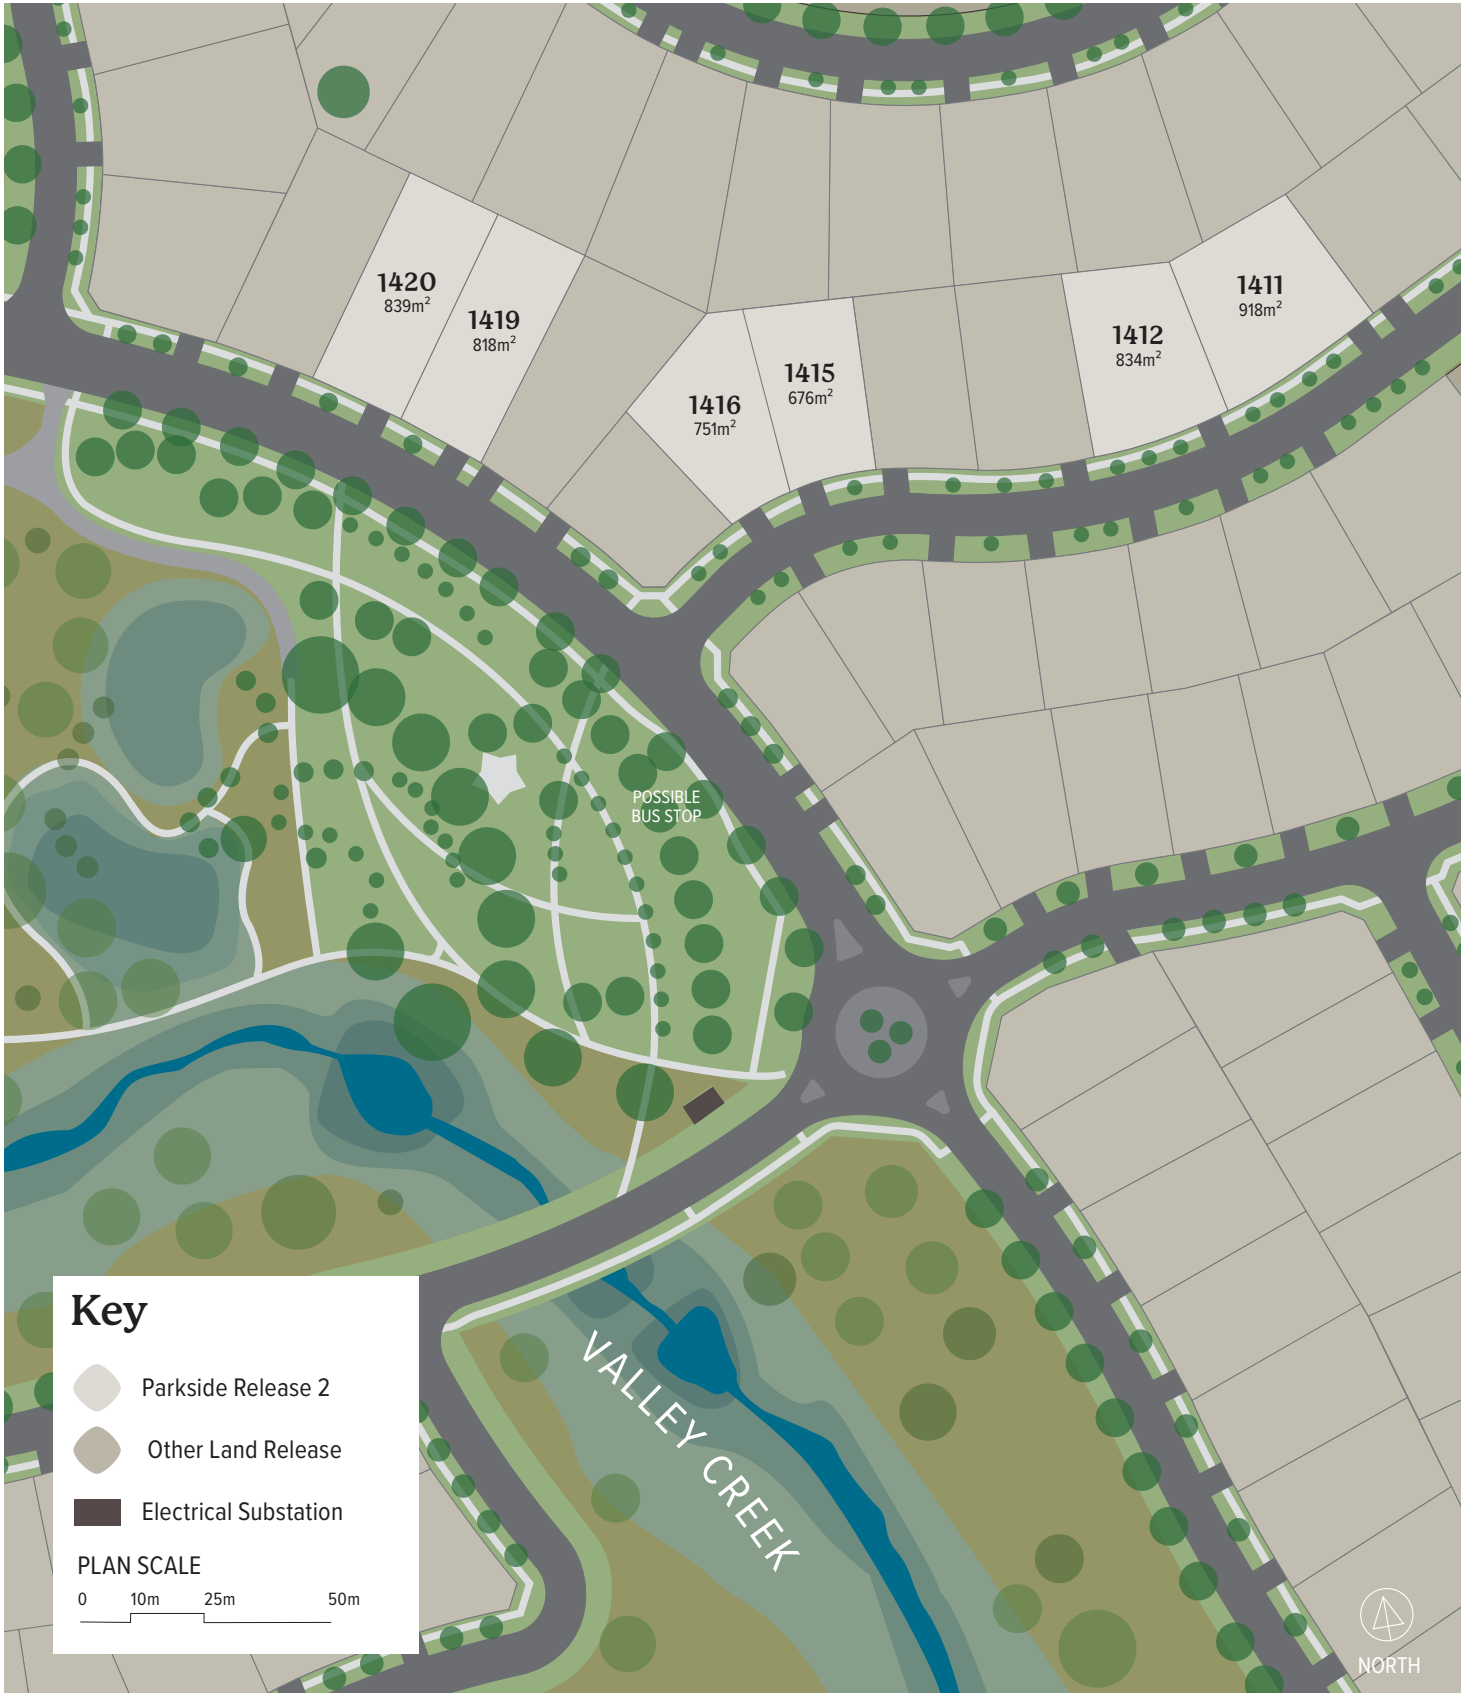 1420
839m²
1419
818m²
1416
751m²
1415
676m²
1412
834m²
1411
918m²
POSSIBLE
BUS STOP
VALLEY CREEK
Key
Parkside Release 2
Other Land Release
Electrical Substation
PLAN SCALE
0 10m 25m 50m
NORTH